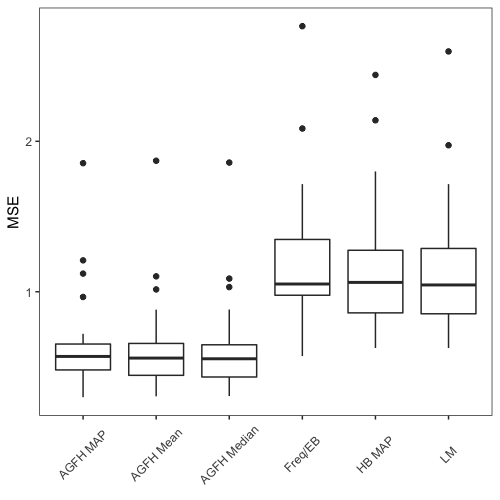 MSE
2
1
AGFH MAP
AGFH Mean
AGFH Median
Freq/EB
HB MAP
LM